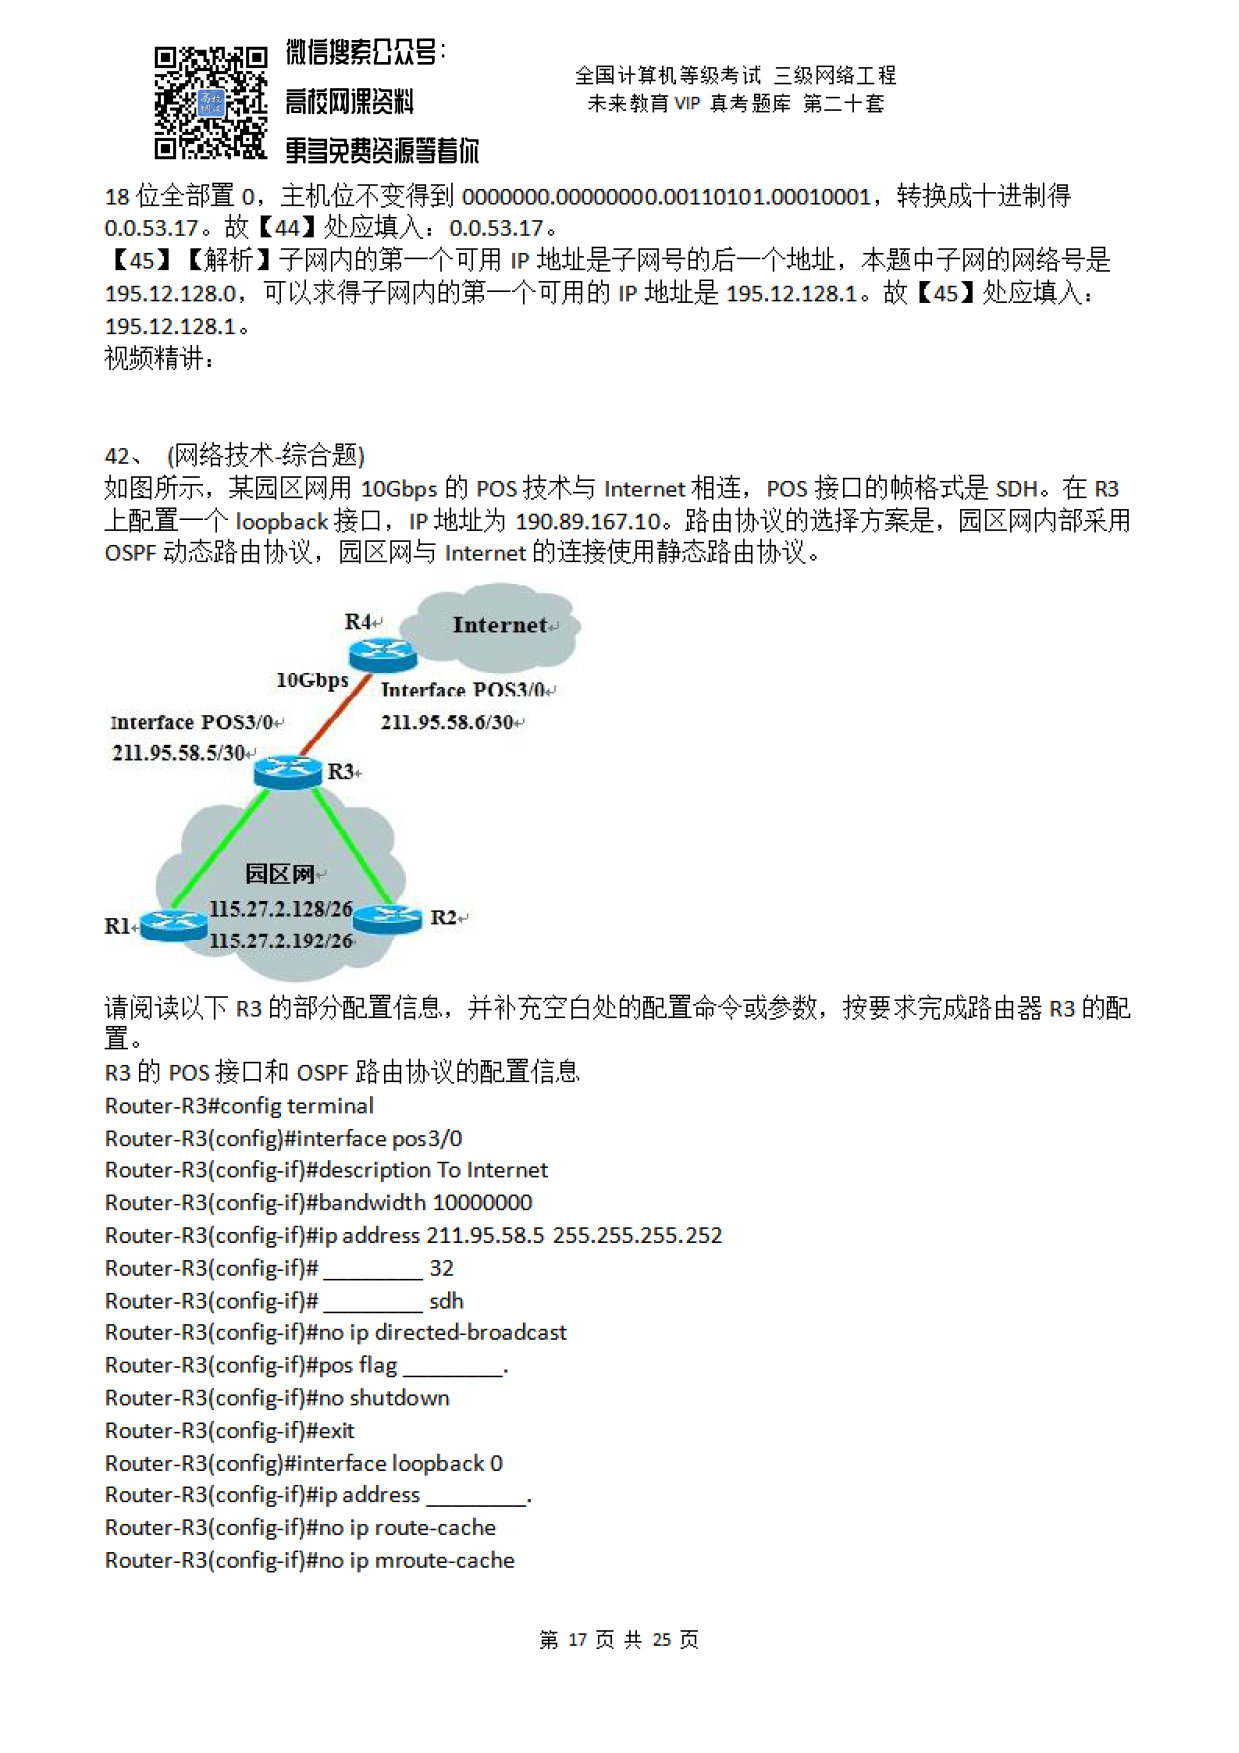 微信搜索公众号：
高校网课资料
更多免费资源等着你
全国计算机等级考试 三级网络工程
未来教育 VIP 真考题库 第二十套
18 位全部置 0，主机位不变得到 0000000.00000000.00110101.00010001，转换成十进制得
0.0.53.17。故【44】处应填入：0.0.53.17。
【45】【解析】子网内的第一个可用 IP 地址是子网号的后一个地址，本题中子网的网络号是
195.12.128.0，可以求得子网内的第一个可用的 IP 地址是 195.12.128.1。故【45】处应填入：
195.12.128.1。
视频精讲：
42、 (网络技术-综合题)
如图所示，某园区网用 10Gbps 的 POS 技术与 Internet 相连，POS 接口的帧格式是 SDH。在 R3
上配置一个 loopback 接口，IP 地址为 190.89.167.10。路由协议的选择方案是，园区网内部采用
OSPF 动态路由协议，园区网与 Internet 的连接使用静态路由协议。
R4
Internet
10Gbps
Interface POS3/0
211.95.58.6/30
Interface POS3/0
211.95.58.5/30
R3
园区网
115.27.2.128/26
115.27.2.192/26
R1
R2
请阅读以下 R3 的部分配置信息，并补充空白处的配置命令或参数，按要求完成路由器 R3 的配
置。
R3 的 POS 接口和 OSPF 路由协议的配置信息
Router-R3#config terminal
Router-R3(config)#interface pos3/0
Router-R3(config-if)#description To Internet
Router-R3(config-if)#bandwidth 10000000
Router-R3(config-if)#ip address 211.95.58.5 255.255.255.252
Router-R3(config-if)# ________ 32
Router-R3(config-if)# ________ sdh
Router-R3(config-if)#no ip directed-broadcast
Router-R3(config-if)#pos flag ________.
Router-R3(config-if)#no shutdown
Router-R3(config-if)#exit
Router-R3(config)#interface loopback 0
Router-R3(config-if)#ip address ________.
Router-R3(config-if)#no ip route-cache
Router-R3(config-if)#no ip mroute-cache
第 17 页 共 25 页